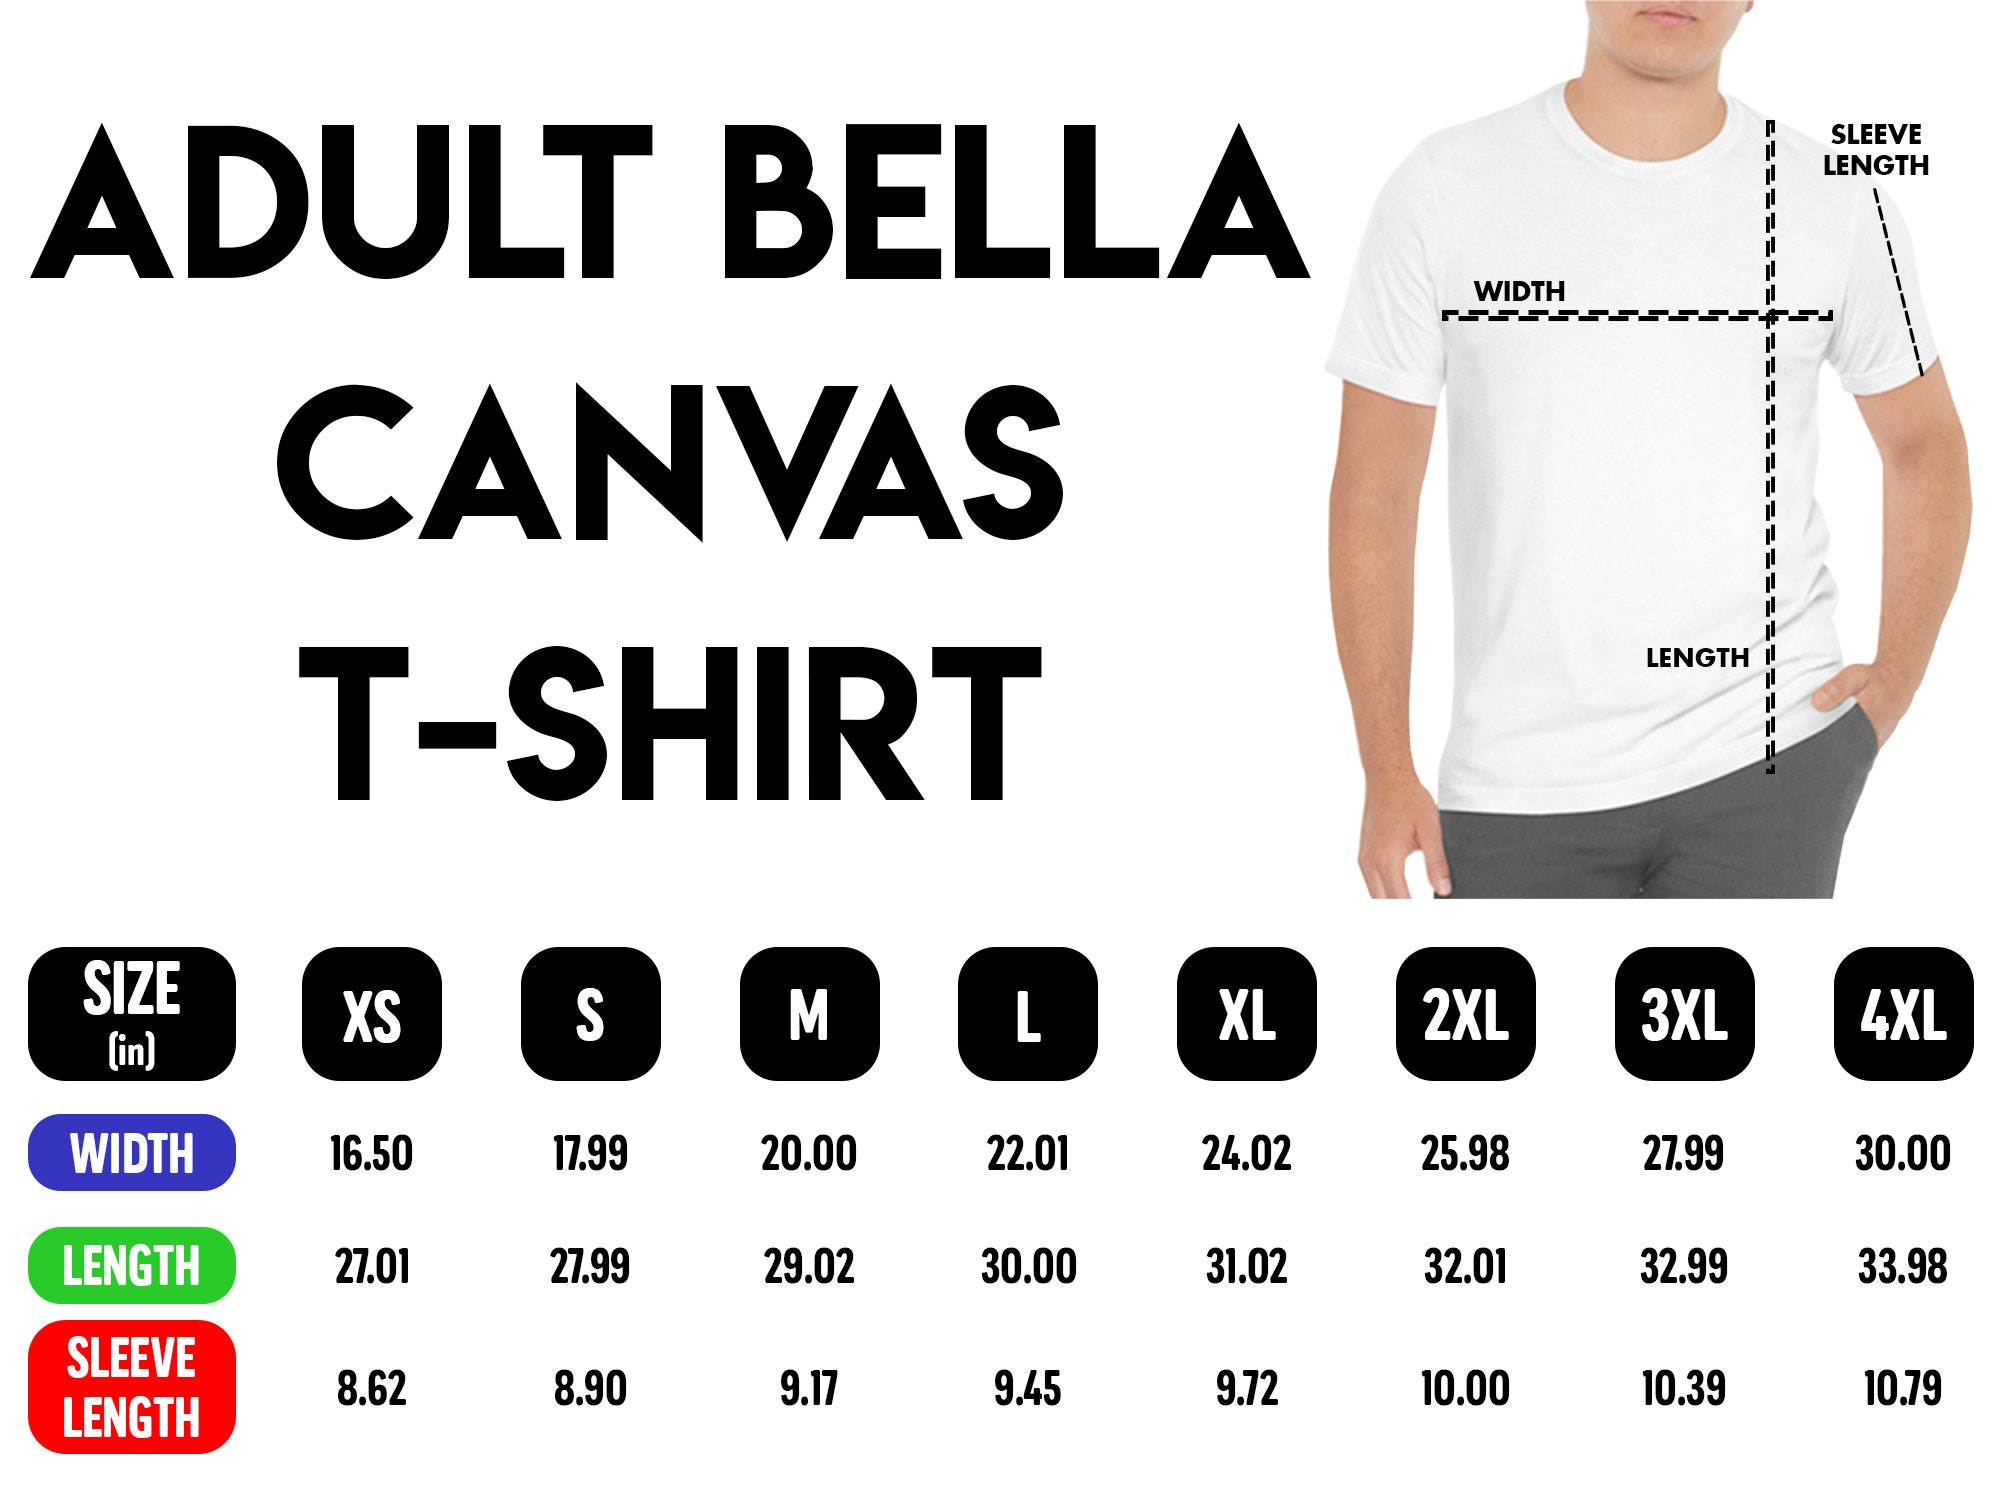 ADULT BELLA
CANVAS
T-SHIRT
SLEEVE
LENGTH
WIDTH
LENGTH
SIZE
(in)
XS S M L XL 2XL 3XL 4XL
WIDTH 16.50 17.99 20.00 22.01 24.02 25.98 27.99 30.00
LENGTH 27.01 27.99 29.02 30.00 31.02 32.01 32.99 33.98
SLEEVE
LENGTH
8.62 8.90 9.17 9.45 9.72 10.00 10.39 10.79